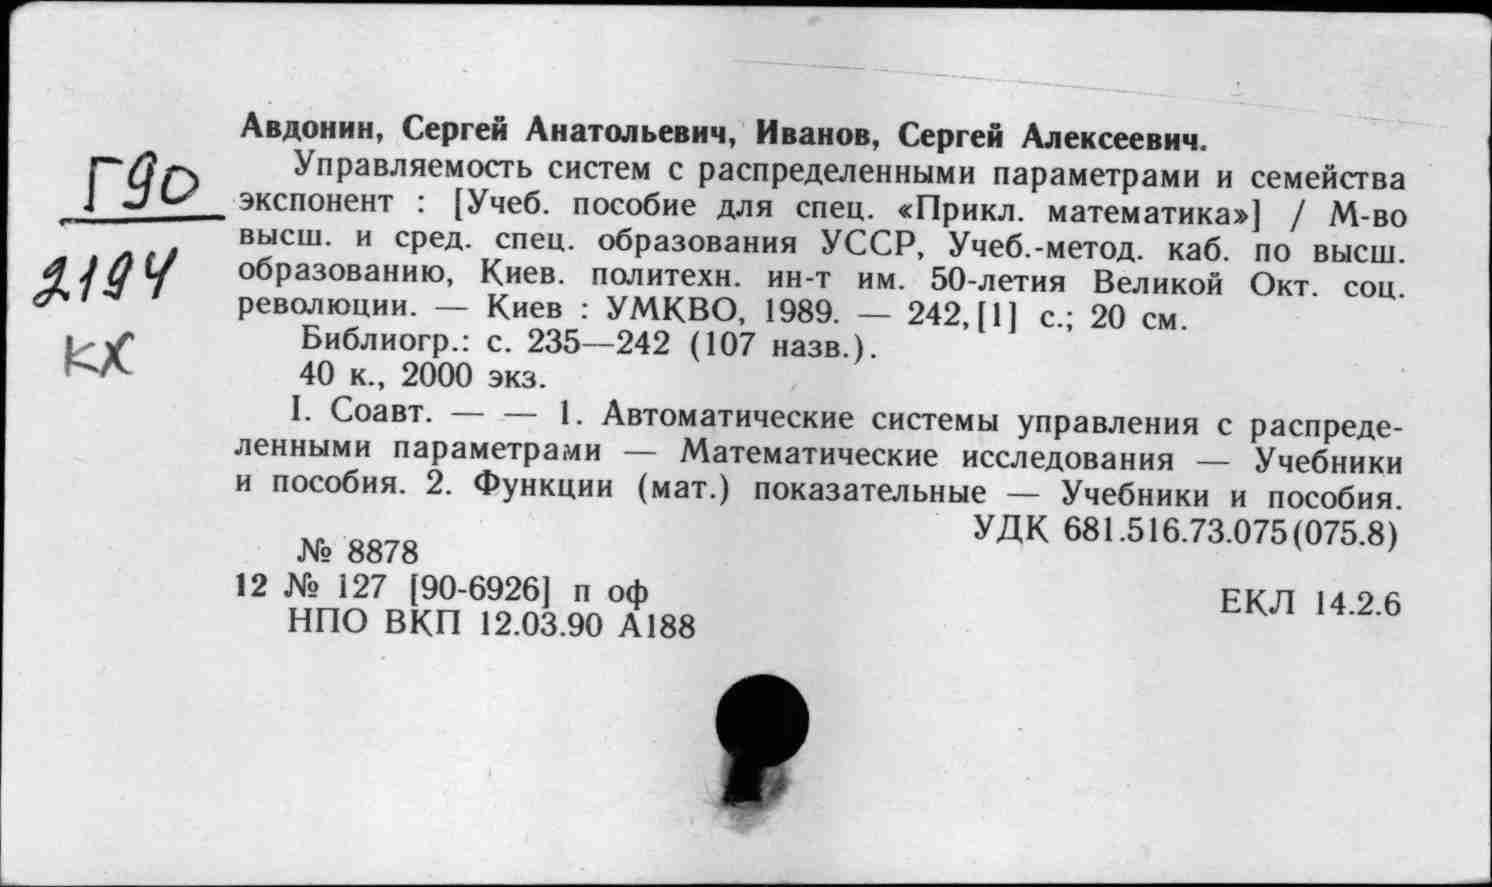 Авдонин, Сергей Анатольевич, Иванов, Сергей Алексеевич.
Управляемость систем с распределенными параметрами и семейства
экспонент : [Учеб. пособие для спец. «Прикл. математика»] / М-во
высш. и сред. спец. образования УССР, Учеб.-метод. каб. по высш.
образованию, Киев. политехн. ин-т им. 50-летия Великой Окт. соц.
революции. — Киев : УМКВО, 1989. — 242,[1] с.; 20 см.
Библиогр.: с. 235—242 (107 назв.).
40 к., 2000 экз.
I. Соавт. — — 1. Автоматические системы управления с распреде-
ленными параметрами — Математические исследования — Учебники
и пособия. 2. Функции (мат.) показательные — Учебники и пособия.
УДК 681.516.73.075(075.8)
№ 8878
12 № 127 [90-6926] п оф
НПО ВКП 12.03.90 А188
ЕКЛ 14.2.6
Г90
2194
кх